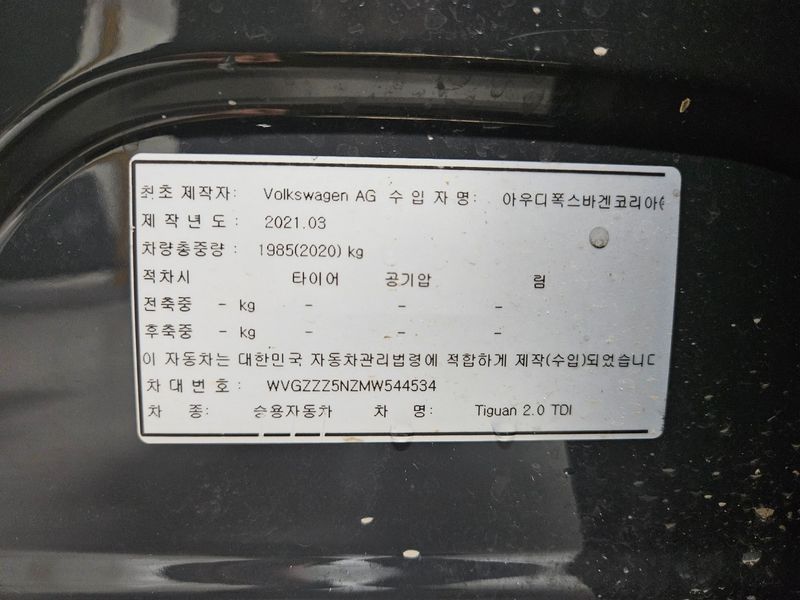 최초 제작자: Volkswagen AG 수 입 자 명: 아우디폭스바겐코리아
제 작 년 도 : 2021.03
차량총중량 : 1985(2020) kg
적차시 타이어 공기압 림
전축중 - kg - - -
후축중 - kg - - -
이 자동차는 대한민국 자동차관리법령에 적합하게 제작(수입)되었습니다
차 대 번 호 : WVGZZZ5NZMW544534
차 종: 승용자동차 차 명: Tiguan 2.0 TDI